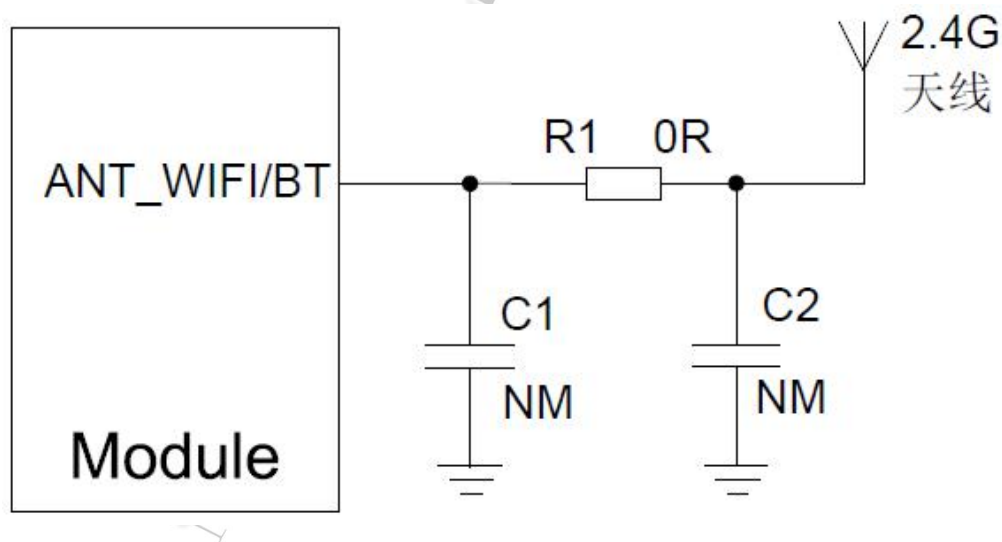 2.4G
天线
R1 0R
ANT_WIFI/BT
C1
C2
NM
NM
Module